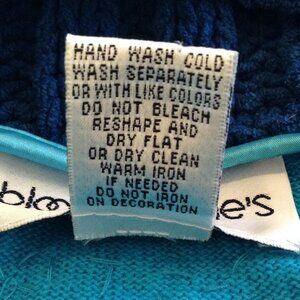 HAND WASH COLD
WASH SEPARATELY
OR WITH LIKE COLORS
DO NOT BLEACH
RESHAPE AND
DRY FLAT
OR DRY CLEAN
WARM IRON
IF NEEDED
DO NOT IRON
ON DECORATION
bloo e's